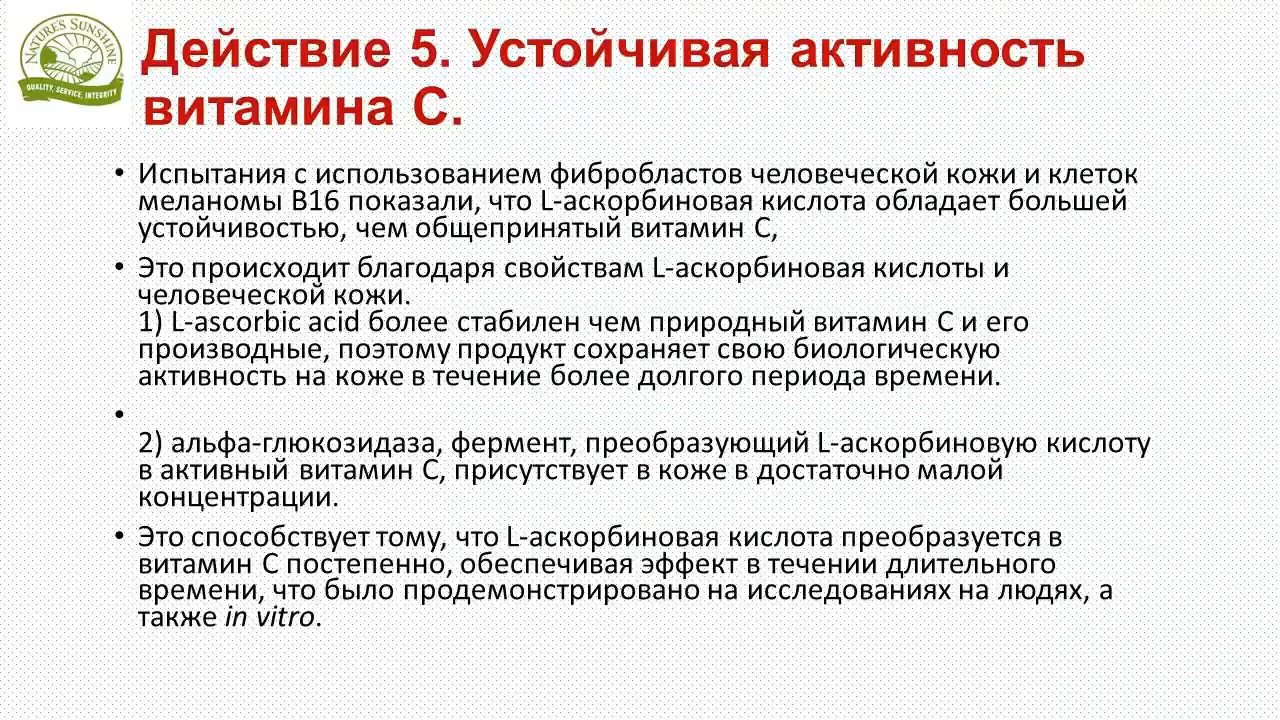 NATURE'S SUNSHINE
QUALITY, SERVICE, INTEGRITY
Действие 5. Устойчивая активность
витамина С.
• Испытания с использованием фибробластов человеческой кожи и клеток
меланомы B16 показали, что L-аскорбиновая кислота обладает большей
устойчивостью, чем общепринятый витамин С,
• Это происходит благодаря свойствам L-аскорбиновая кислоты и
человеческой кожи.
1) L-ascorbic acid более стабилен чем природный витамин С и его
производные, поэтому продукт сохраняет свою биологическую
активность на коже в течение более долгого периода времени.
•
2) альфа-глюкозидаза, фермент, преобразующий L-аскорбиновую кислоту
в активный витамин С, присутствует в коже в достаточно малой
концентрации.
• Это способствует тому, что L-аскорбиновая кислота преобразуется в
витамин С постепенно, обеспечивая эффект в течении длительного
времени, что было продемонстрировано на исследованиях на людях, а
также in vitro.